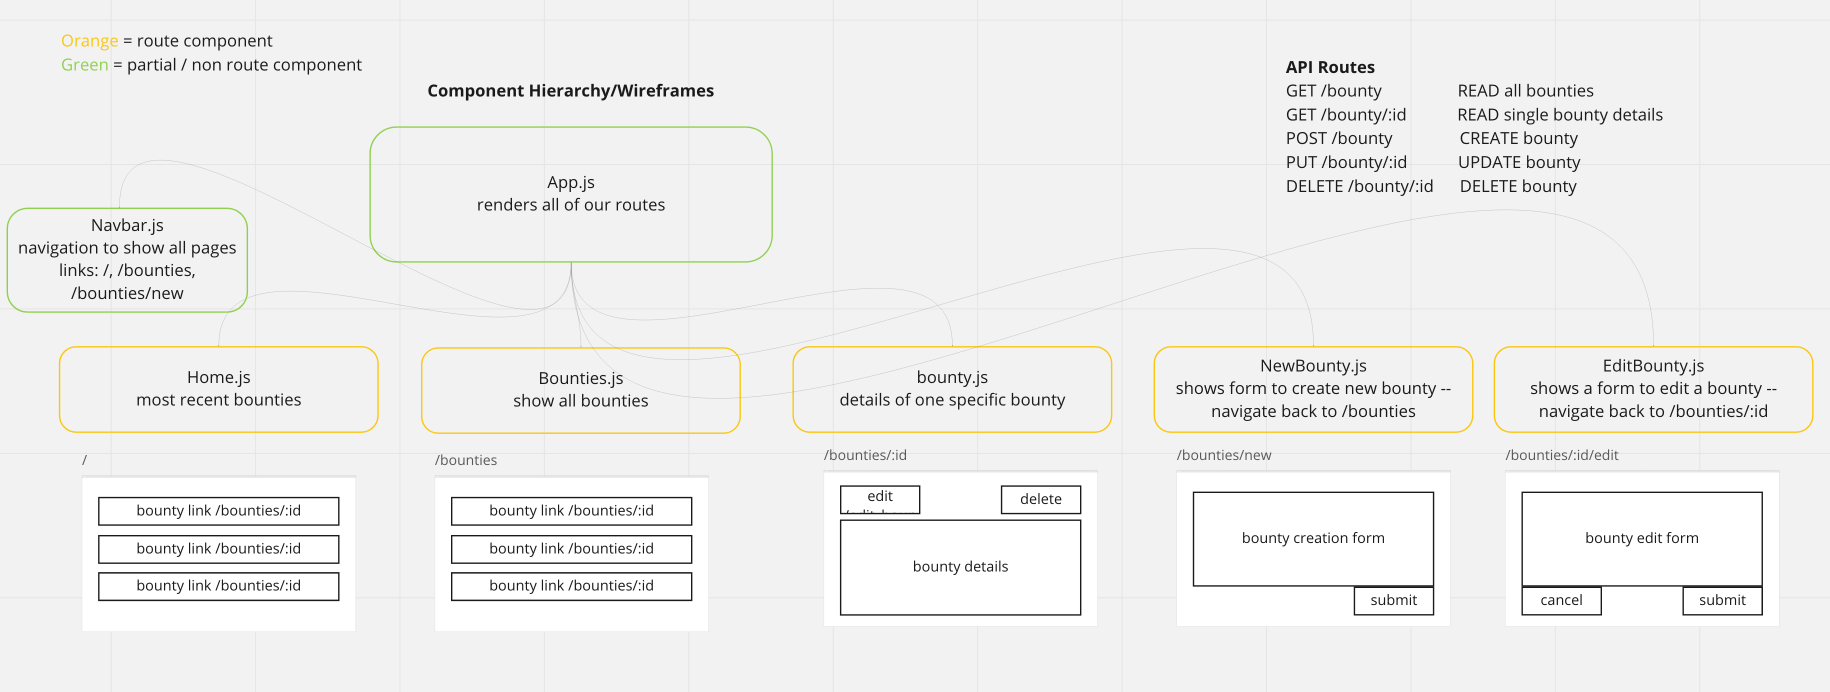 Orange = route component
Green = partial / non route component
Component Hierarchy/Wireframes
API Routes
GET /bounty READ all bounties
GET /bounty/:id READ single bounty details
POST /bounty CREATE bounty
PUT /bounty/:id UPDATE bounty
DELETE /bounty/:id DELETE bounty
App.js
renders all of our routes
Navbar.js
navigation to show all pages
links: /, /bounties,
/bounties/new
Home.js
most recent bounties
Bounties.js
show all bounties
bounty.js
details of one specific bounty
NewBounty.js
shows form to create new bounty --
navigate back to /bounties
EditBounty.js
shows a form to edit a bounty --
navigate back to /bounties/:id
/
bounty link /bounties/:id
bounty link /bounties/:id
bounty link /bounties/:id
/bounties
bounty link /bounties/:id
bounty link /bounties/:id
bounty link /bounties/:id
/bounties/:id
edit
delete
bounty details
/bounties/new
bounty creation form
submit
/bounties/:id/edit
bounty edit form
cancel
submit